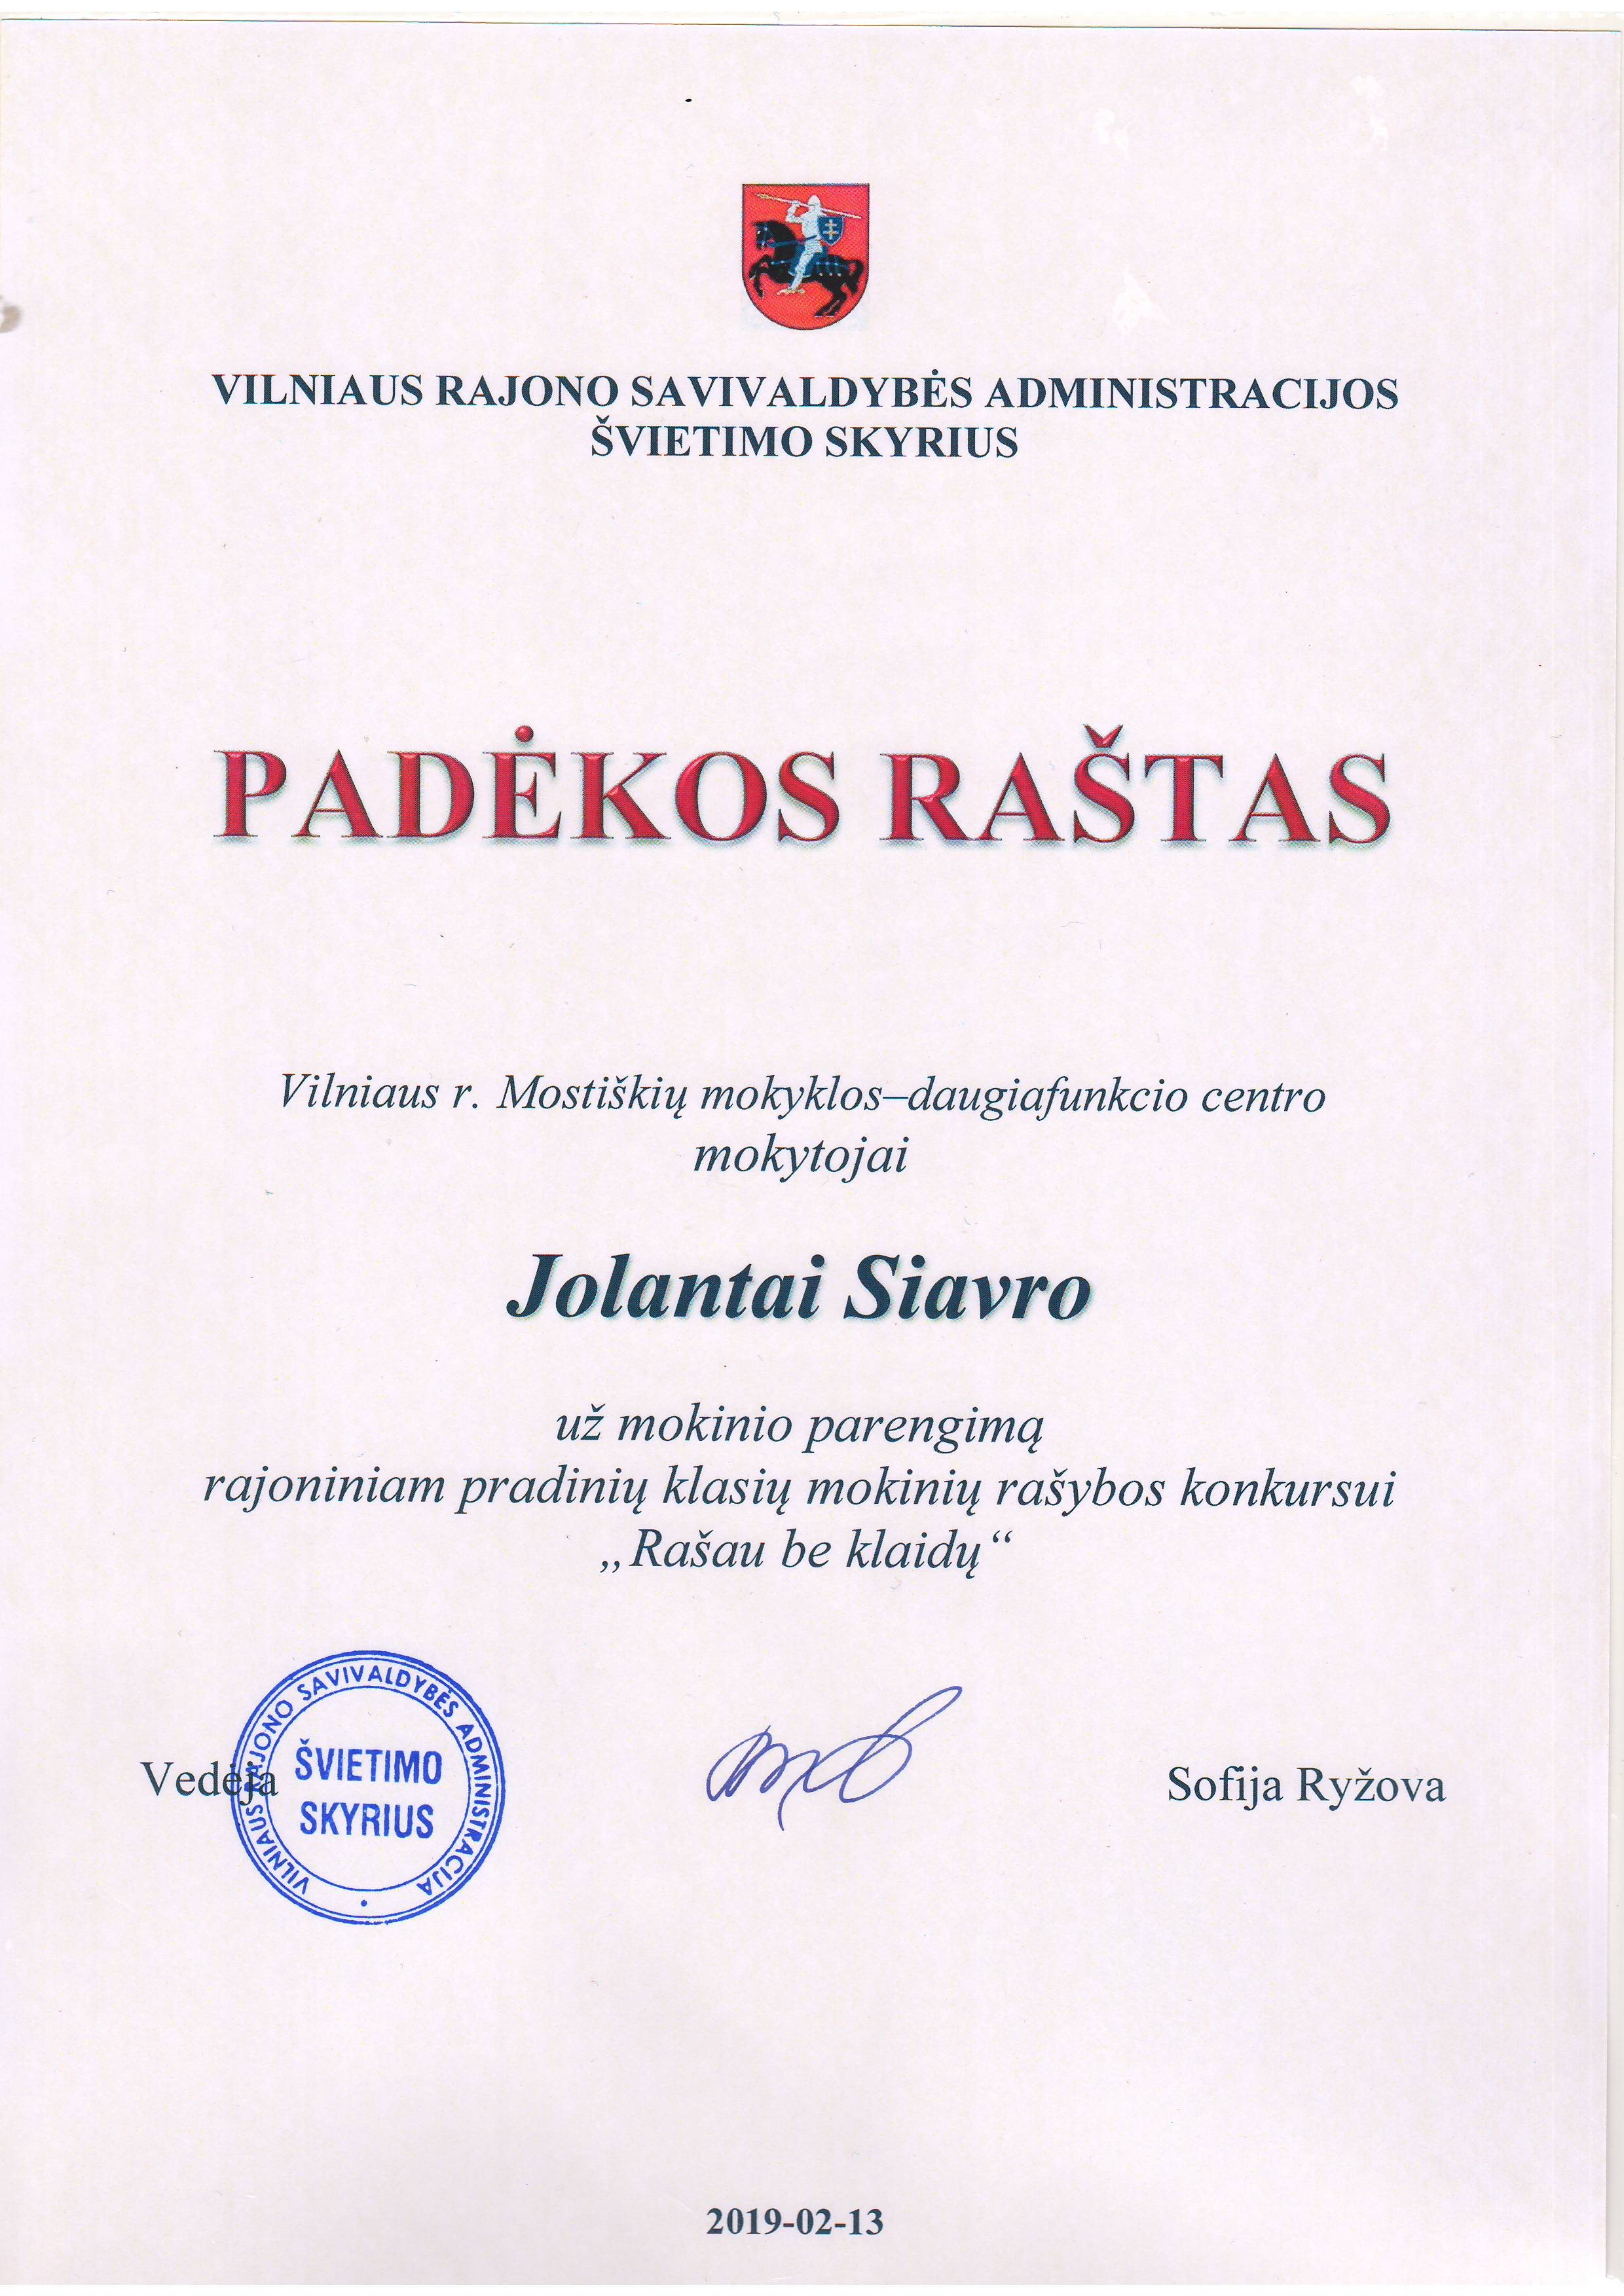 VILNIAUS RAJONO SAVIVALDYBĖS ADMINISTRACIJOS
ŠVIETIMO SKYRIUS
PADĖKOS RAŠTAS
Vilniaus r. Mostiškių mokyklos–daugiafunkcio centro
mokytojai
Jolantai Siavro
už mokinio parengimą
rajoniniam pradinių klasių mokinių rašybos konkursui
„Rašau be klaidų“
Vedėja
VILNIAUS RAJONO SAVIVALDYBĖS ADMINISTRACIJA
ŠVIETIMO
SKYRIUS
Sofija Ryžova
2019-02-13